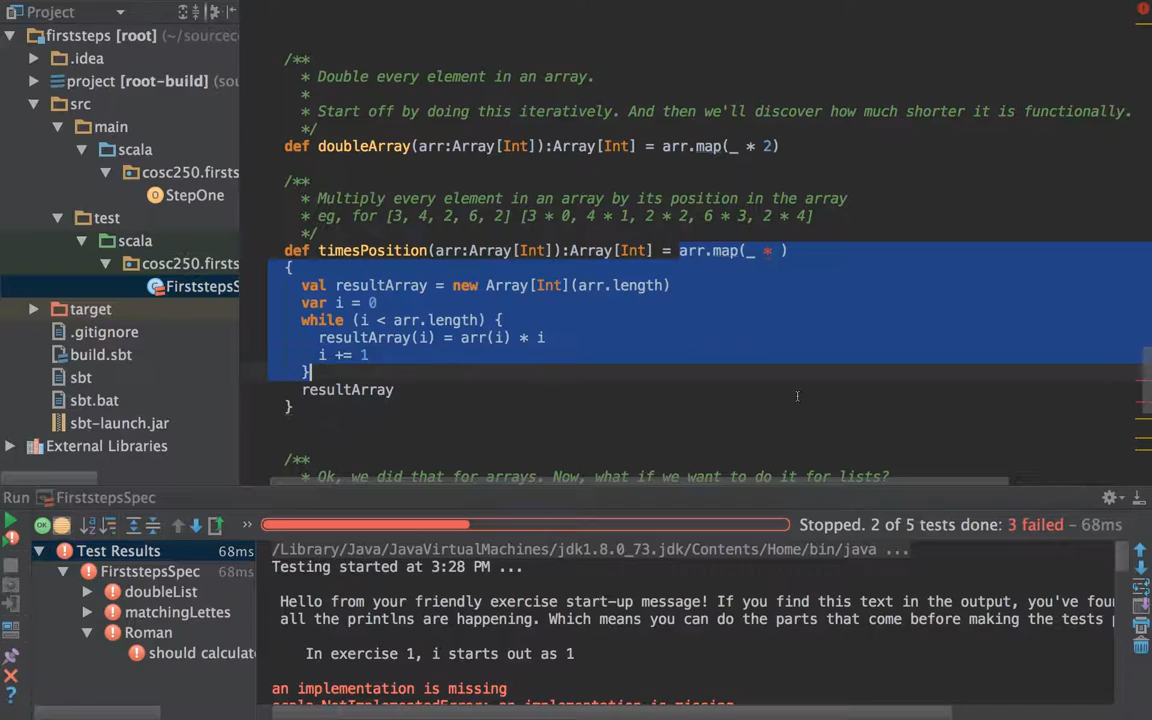 Project
firststeps [root] (~/sourcec
.idea
project [root-build] (sou
src
main
scala
cosc250.firsts
StepOne
test
scala
cosc250.firsts
FirststepsS
target
.gitignore
build.sbt
sbt
sbt.bat
sbt-launch.jar
External Libraries
/**
* Double every element in an array.
*
* Start off by doing this iteratively. And then we'll discover how much shorter it is functionally.
*/
def doubleArray(arr:Array[Int]):Array[Int] = arr.map(_ * 2)
/**
* Multiply every element in an array by its position in the array
* eg, for [3, 4, 2, 6, 2] [3 * 0, 4 * 1, 2 * 2, 6 * 3, 2 * 4]
*/
def timesPosition(arr:Array[Int]):Array[Int] = arr.map(_ * )
{
val resultArray = new Array[Int](arr.length)
var i = 0
while (i < arr.length) {
resultArray(i) = arr(i) * i
i += 1
}
resultArray
}
/**
* Ok, we did that for arrays. Now, what if we want to do it for lists?
Run FirststepsSpec
Stopped. 2 of 5 tests done: 3 failed – 68ms
Test Results 68ms
FirststepsSpec 68ms
doubleList
matchingLettes
Roman
should calculat
/Library/Java/JavaVirtualMachines/jdk1.8.0_73.jdk/Contents/Home/bin/java ...
Testing started at 3:28 PM ...
Hello from your friendly exercise start-up message! If you find this text in the output, you've fou
all the printlns are happening. Which means you can do the parts that come before making the tests p
In exercise 1, i starts out as 1
an implementation is missing
scala.NotImplementedError: an implementation is missing